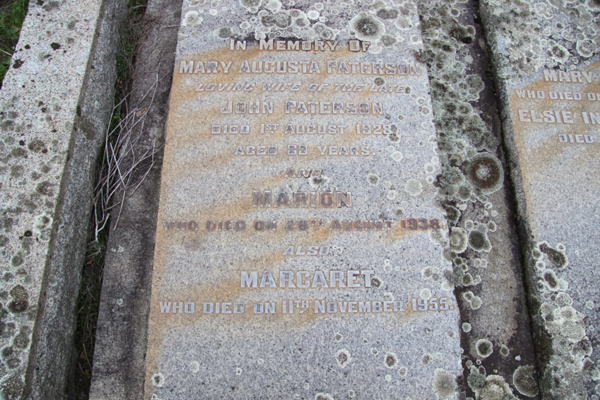 In Memory of
Mary Augusta Paterson
Loving wife of the late
John Paterson
Died 1st August 1928.
Aged 80 years.
And
Marion
who died on 28th August 1938.
Also
Margaret
who died on 11th November 1955.
Mary
who died o
Elsie in
died